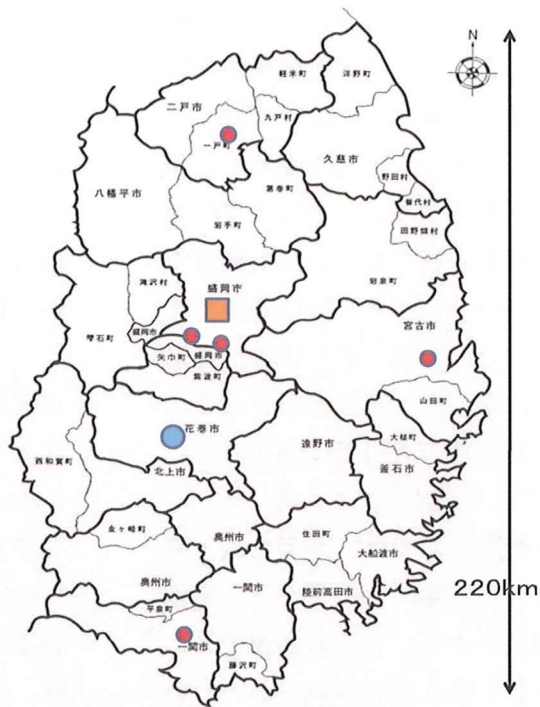 N
軽米町
洋野町
二戸市
九戸村
一戸町
久慈市
野田村
普代村
八幡平市
葛巻町
岩手町
田野畑村
滝沢村
盛岡市
岩泉町
雫石町
盛岡市
宮古市
矢巾町
盛岡市
紫波町
山田町
花巻市
遠野市
大槌町
西和賀町
北上市
釜石市
金ヶ崎町
奥州市
住田町
大船渡市
奥州市
一関市
陸前高田市
220km
平泉町
一関市
藤沢町